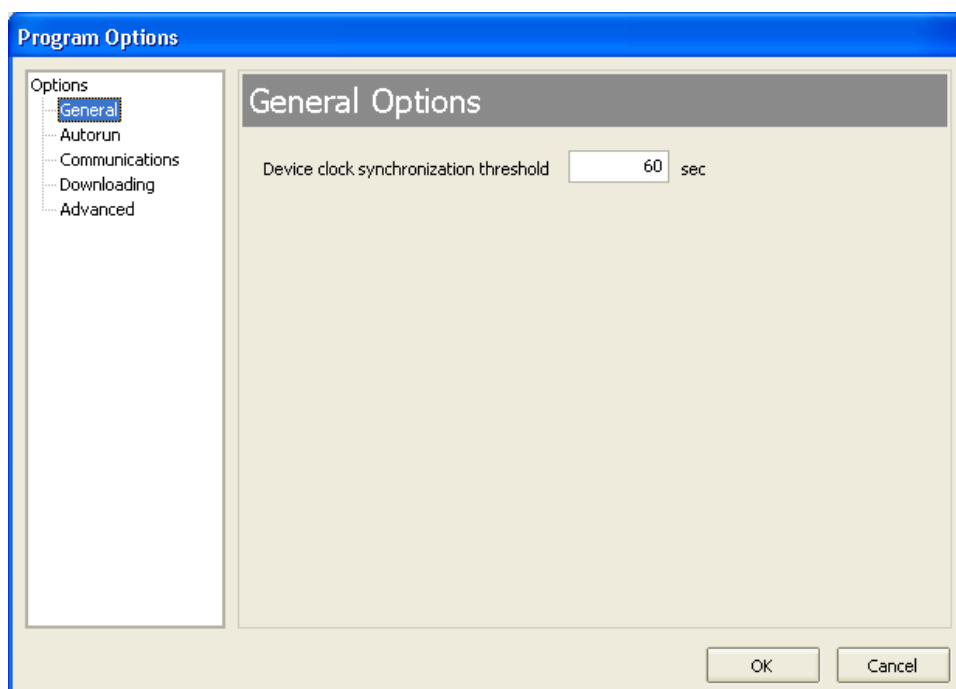 Program Options
Options
General
Autorun
Communications
Downloading
Advanced
General Options
Device clock synchronization threshold 60 sec
OK Cancel